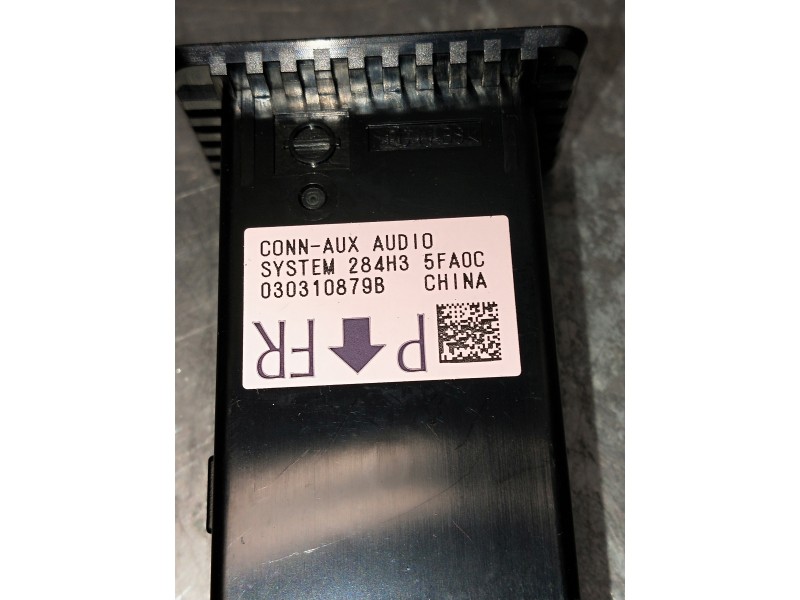 CONN-AUX AUDIO
SYSTEM 284H3 5FA0C
030310879B CHINA
P FR